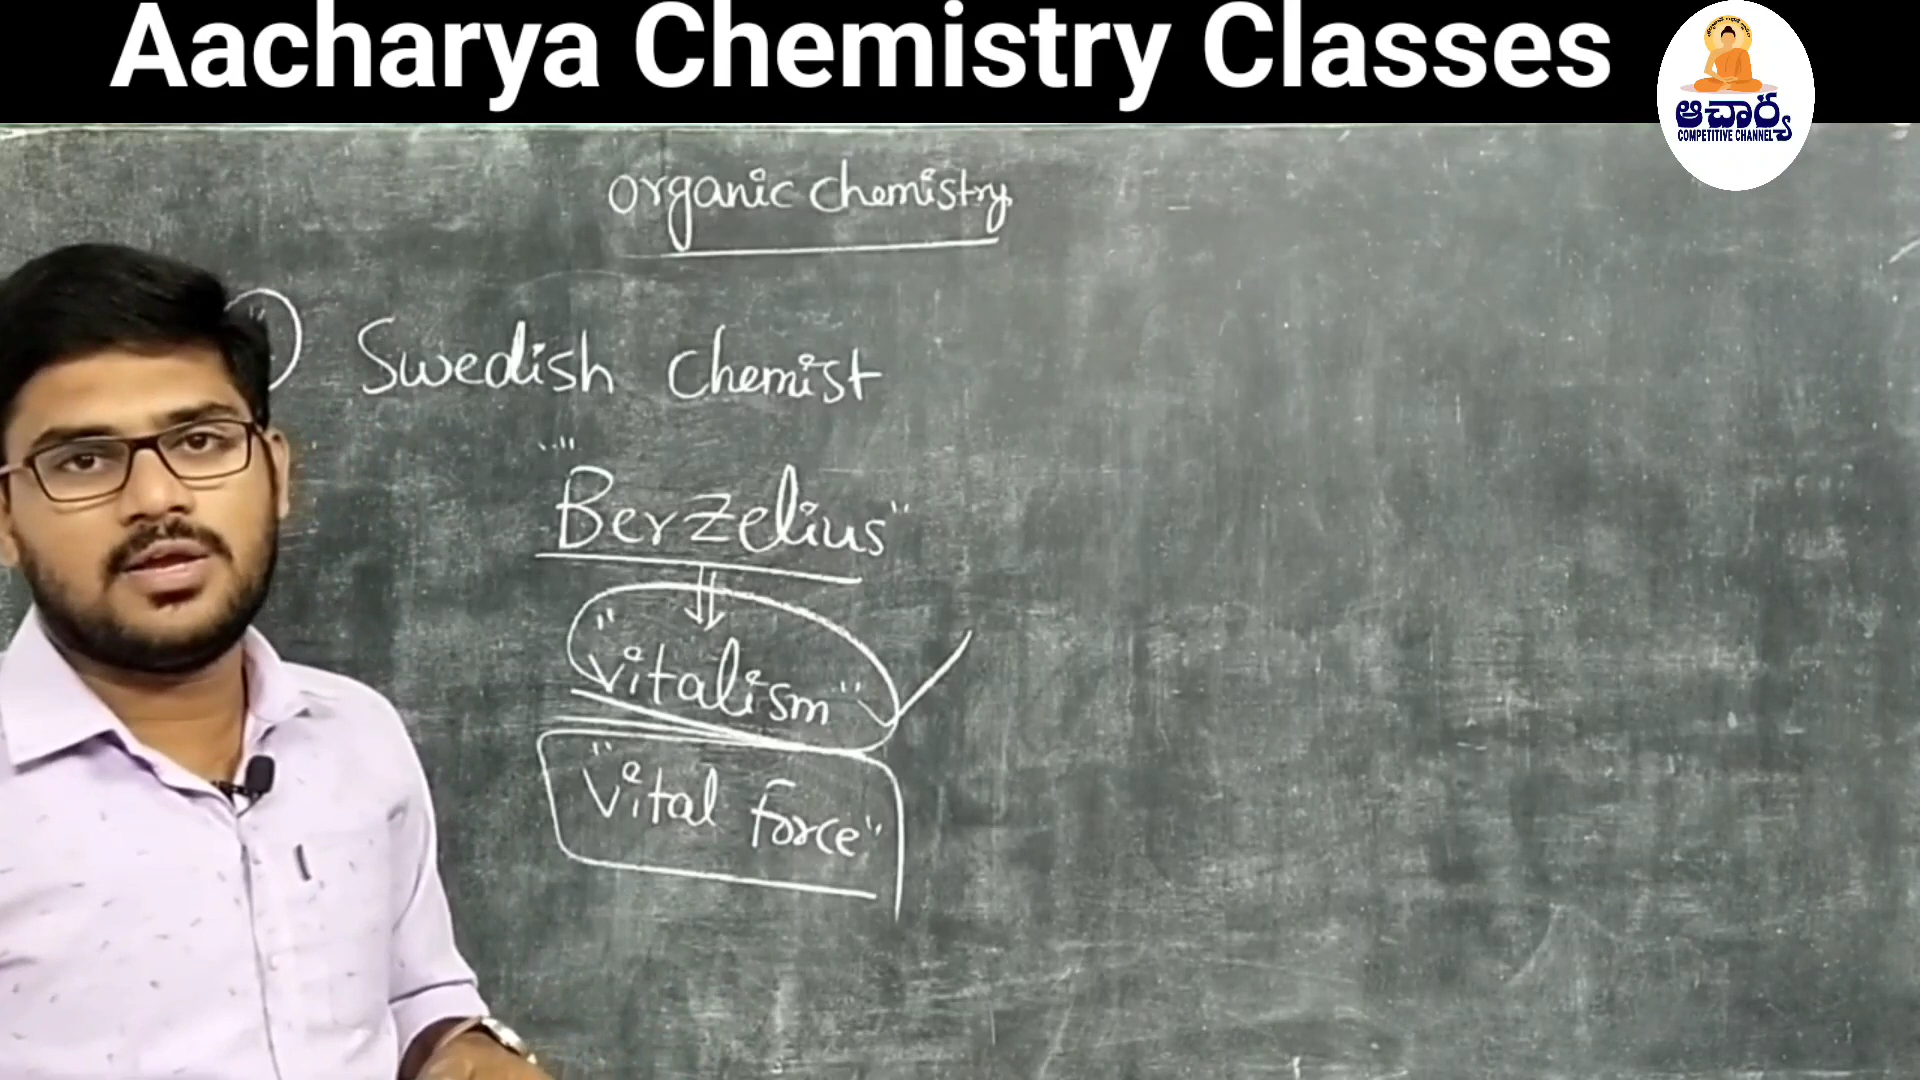 Aacharya Chemistry Classes
ఆచార్య
COMPETITIVE CHANNEL
organic chemistry
Swedish chemist
"Berzelius"
"vitalism"
"vital force"